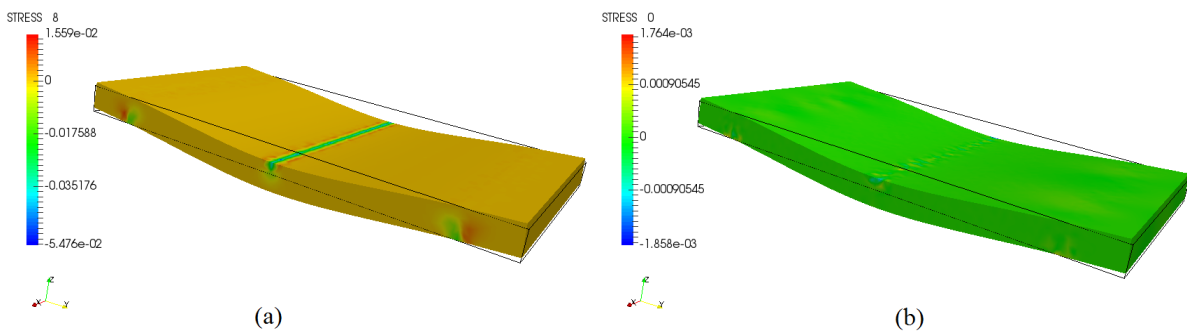 STRESS 8
1.559e-02
0
-0.017588
-0.035176
-5.476e-02
Z
X
Y
(a)
STRESS 0
1.764e-03
0.00090545
0
-0.00090545
-1.858e-03
Z
X
Y
(b)